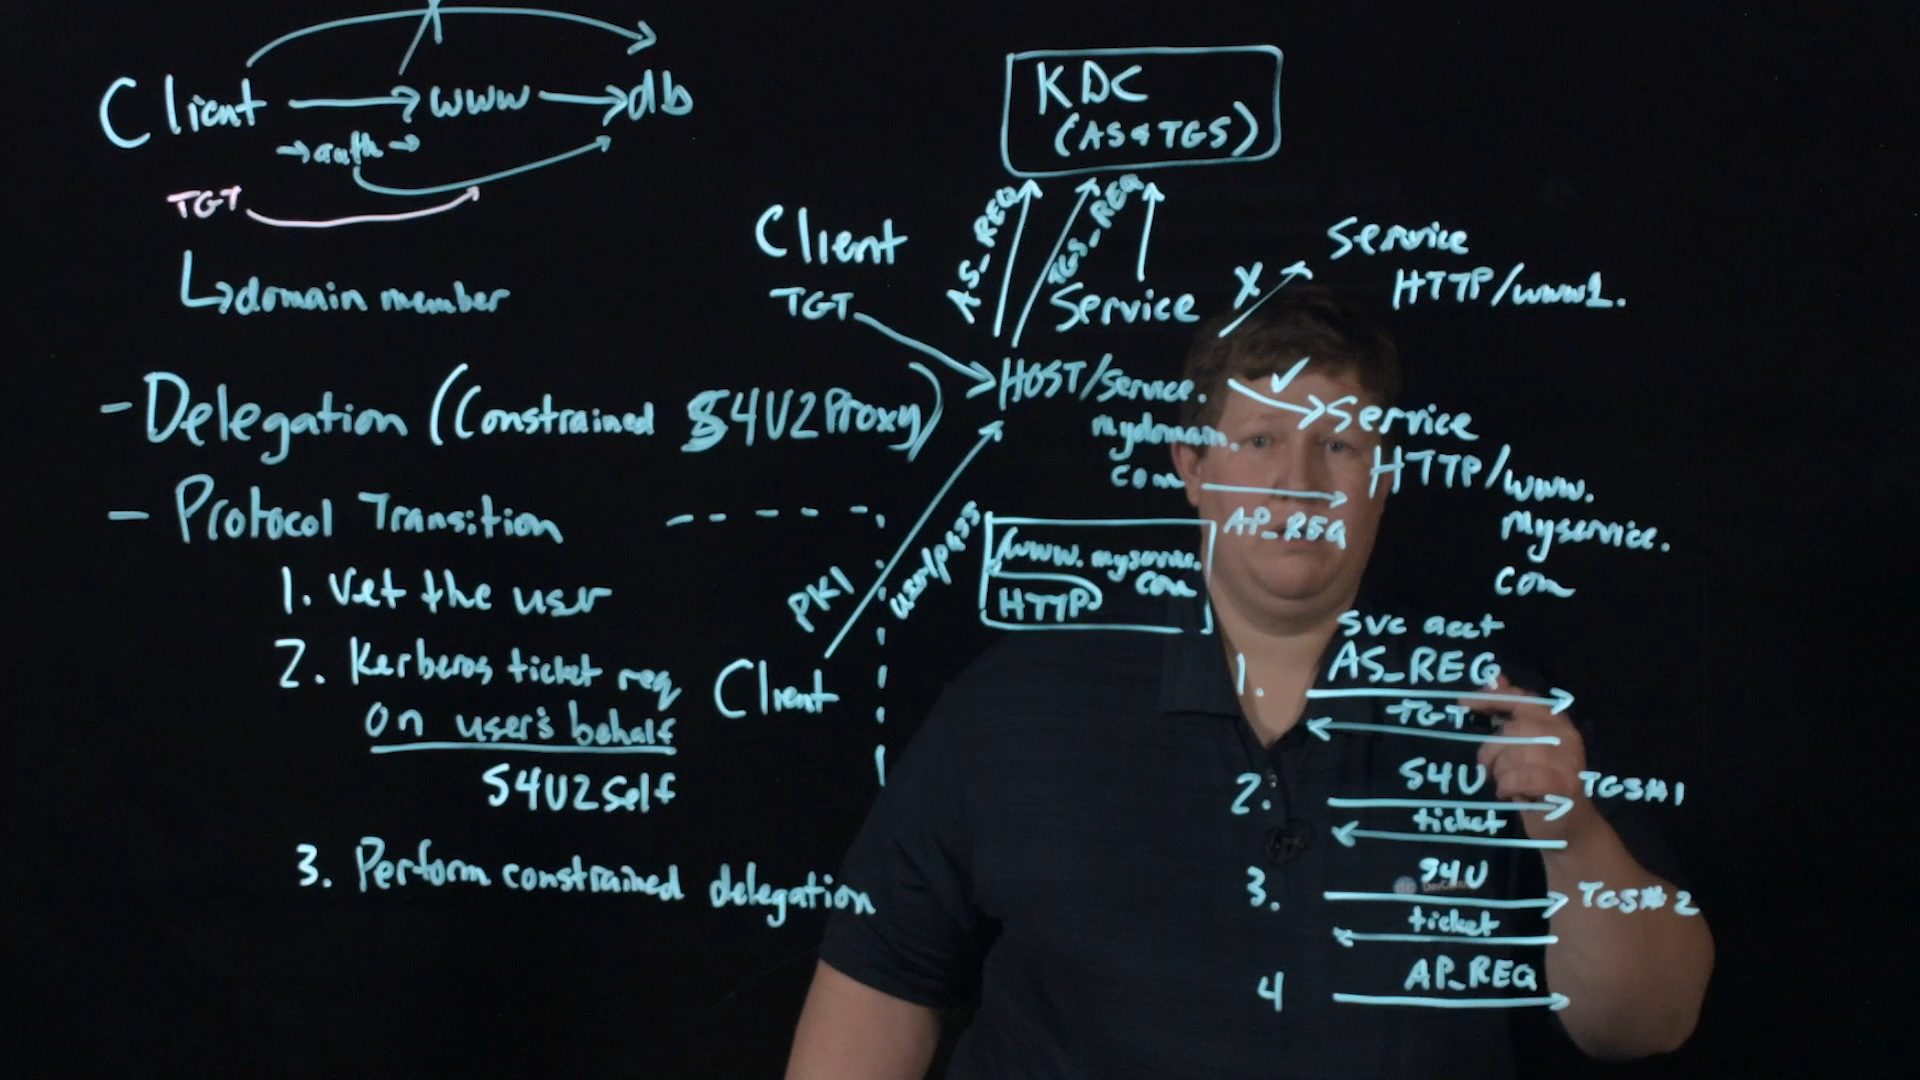 Client → www → db
→ auth →
TGT
↳ domain member
- Delegation (Constrained S4U2Proxy)
- Protocol Transition
1. Vet the user
2. Kerberos ticket req
on user's behalf
S4U2Self
3. Perform constrained delegation
KDC
(AS & TGS)
AS_REQ
TGS_REQ
Client
TGT
Service
HOST/Service.
mydomain.
com
X
Service
HTTP/www1.
✓
Service
HTTP/www.
myservice.
com
AP_REQ
www. myservice.
com
HTTP
PKI
user/pass
Client
svc acct
1. AS_REQ
TGT
2. S4U TGS#1
ticket
3. S4U TGS#2
ticket
4 AP_REQ